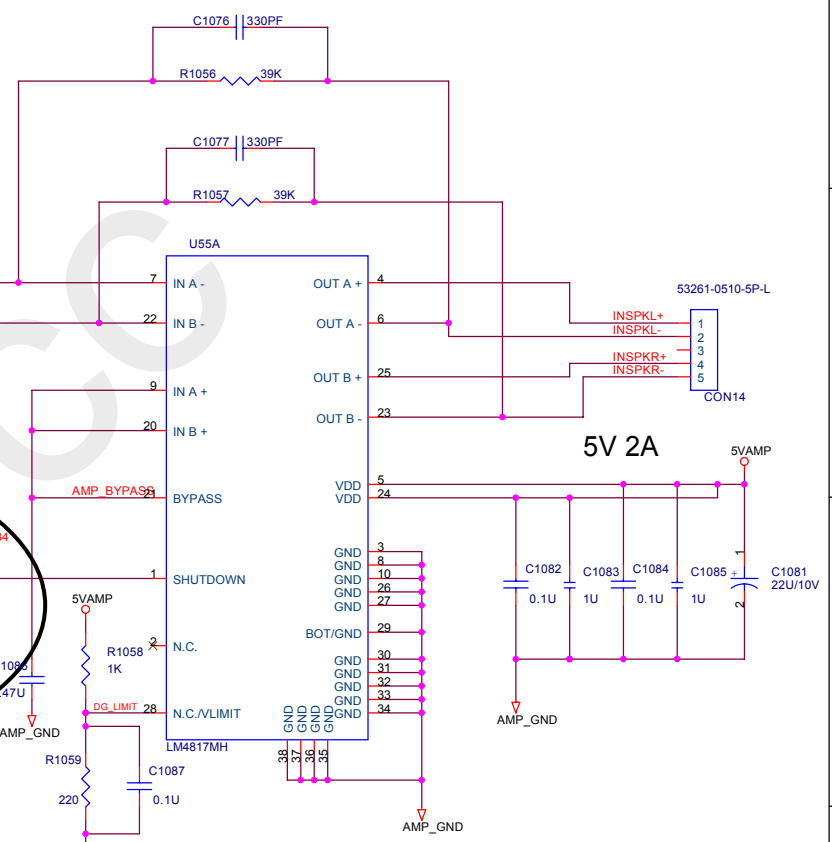 C1076 330PF
R1056 39K
C1077 330PF
R1057 39K
U55A
7 IN A - OUT A + 4
22 IN B - OUT A - 6
9 IN A + OUT B + 25
20 IN B + OUT B - 23
AMP_BYPASS 21 BYPASS
VDD 5
VDD 24
1 SHUTDOWN
GND 3
GND 8
GND 10
GND 26
GND 27
BOT/GND 29
2 N.C.
GND 30
GND 31
GND 32
GND 33
GND 34
DG_LIMIT 28 N.C./VLIMIT
GND GND GND GND
38 37 36 35
LM4817MH
53261-0510-5P-L
INSPKL+ 1
INSPKL- 2
3
INSPKR+ 4
INSPKR- 5
CON14
5V 2A
5VAMP
C1082 0.1U
C1083 1U
C1084 0.1U
C1085 1U
+ 1 2
C1081
22U/10V
AMP_GND
5VAMP
R1058
1K
.47U
AMP_GND
R1059
220
C1087
0.1U
AMP_GND
CC